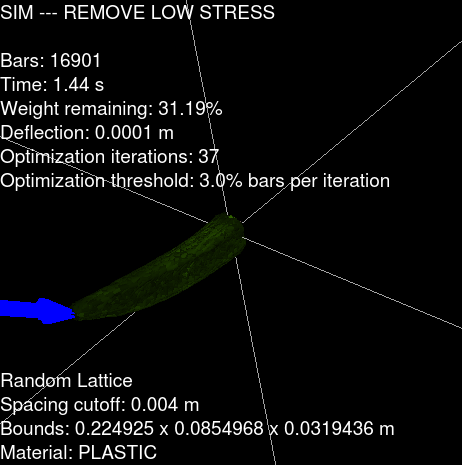 SIM --- REMOVE LOW STRESS
Bars: 16901
Time: 1.44 s
Weight remaining: 31.19%
Deflection: 0.0001 m
Optimization iterations: 37
Optimization threshold: 3.0% bars per iteration
Random Lattice
Spacing cutoff: 0.004 m
Bounds: 0.224925 x 0.0854968 x 0.0319436 m
Material: PLASTIC